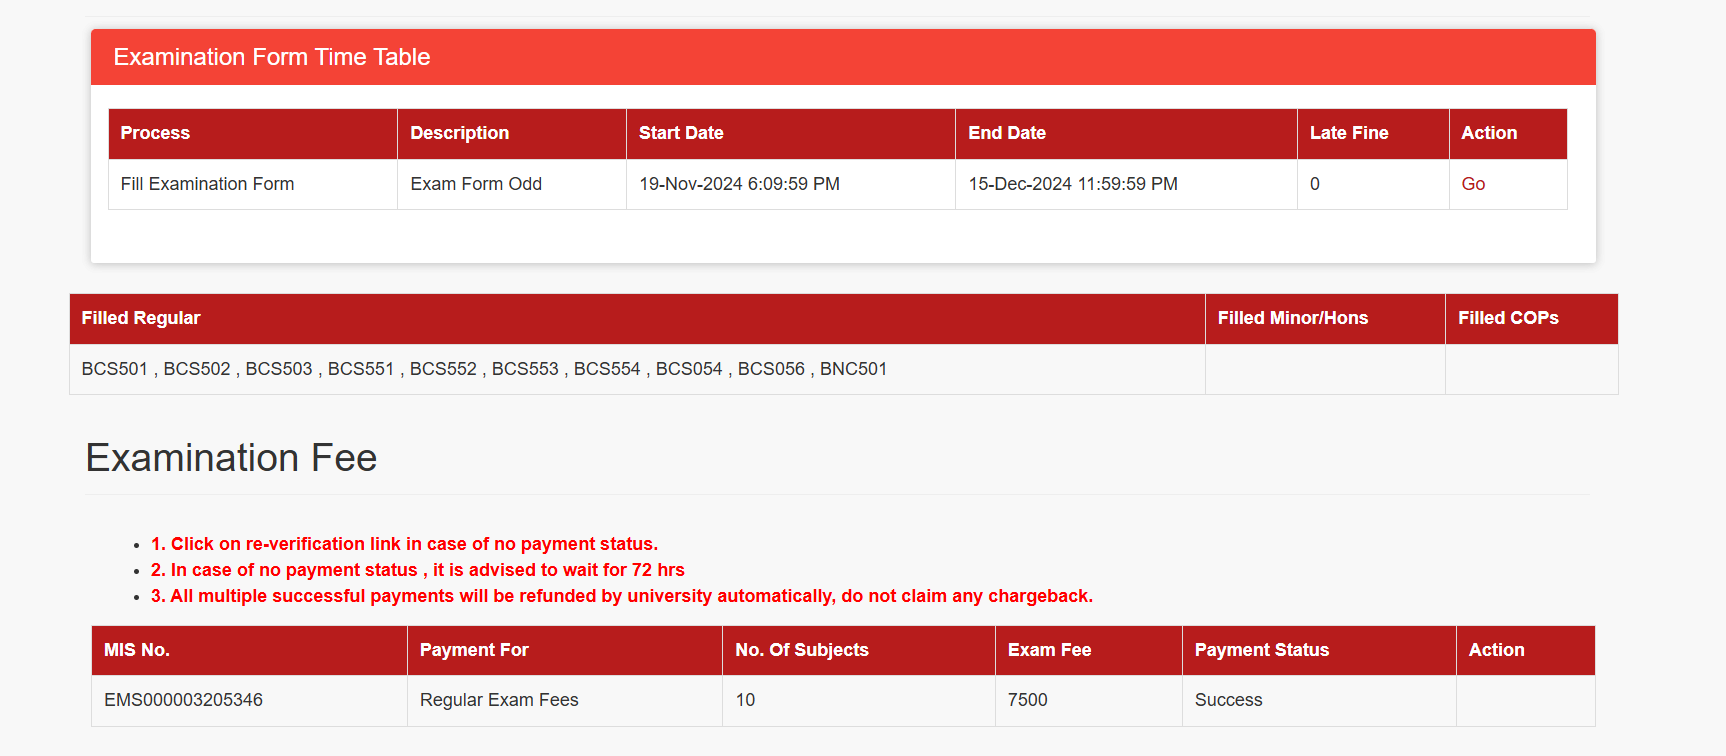 Examination Form Time Table
Process Description Start Date End Date Late Fine Action
Fill Examination Form Exam Form Odd 19-Nov-2024 6:09:59 PM 15-Dec-2024 11:59:59 PM 0 Go
Filled Regular Filled Minor/Hons Filled COPs
BCS501 , BCS502 , BCS503 , BCS551 , BCS552 , BCS553 , BCS554 , BCS054 , BCS056 , BNC501
Examination Fee
• 1. Click on re-verification link in case of no payment status.
• 2. In case of no payment status , it is advised to wait for 72 hrs
• 3. All multiple successful payments will be refunded by university automatically, do not claim any chargeback.
MIS No. Payment For No. Of Subjects Exam Fee Payment Status Action
EMS000003205346 Regular Exam Fees 10 7500 Success